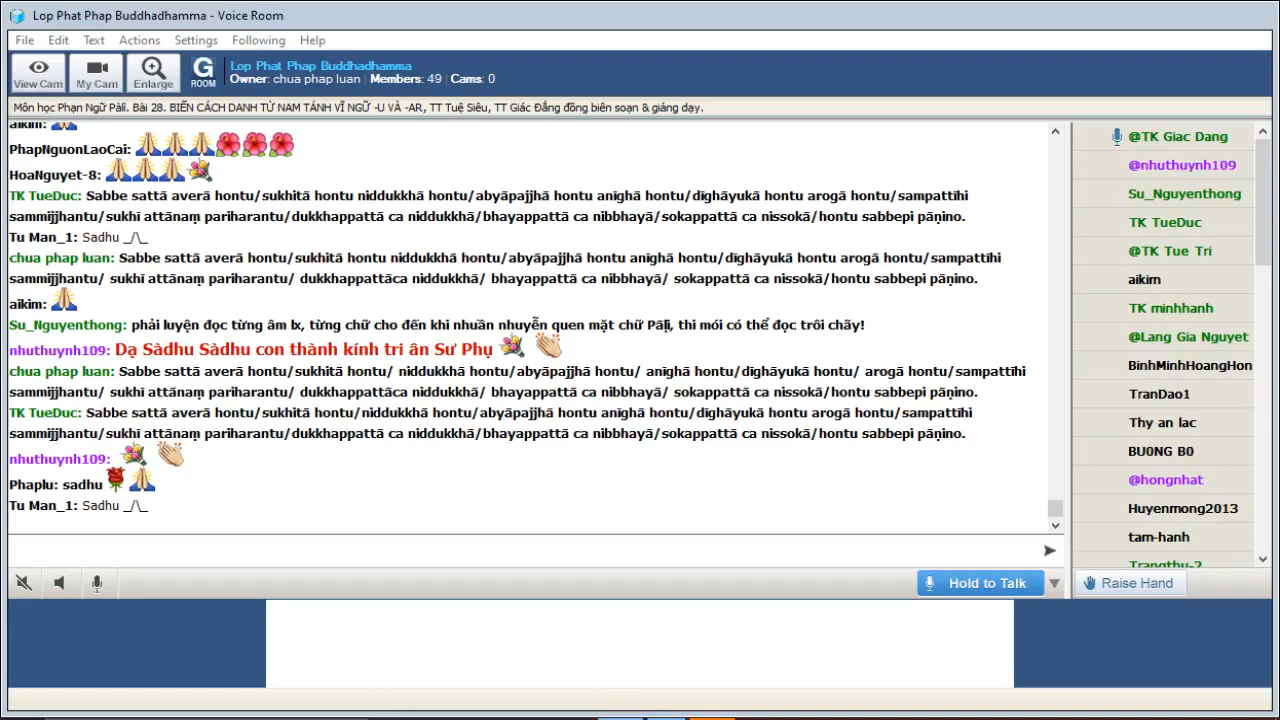 Lop Phat Phap Buddhadhamma - Voice Room
File Edit Text Actions Settings Following Help
View Cam My Cam Enlarge G ROOM
Lop Phat Phap Buddhadhamma
Owner: chua phap luan | Members: 49 | Cams: 0
Môn học Phạn Ngữ Pàli. Bài 28. BIẾN CÁCH DANH TỪ NAM TÁNH VĨ NGỮ -U VÀ -AR, TT Tuệ Siêu, TT Giác Đẳng đồng biên soạn & giảng dạy.
aikim:
PhapNguonLaoCai:
HoaNguyet-8:
TK TueDuc: Sabbe sattā averā hontu/sukhitā hontu niddukkhā hontu/abyāpajjhā hontu anīghā hontu/dīghāyukā hontu arogā hontu/sampattīhi
sammijjhantu/sukhī attānaṃ pariharantu/dukkhappattā ca niddukkhā/bhayappattā ca nibbhayā/sokappattā ca nissokā/hontu sabbepi pāṇino.
Tu Man_1: Sadhu _/\_
chua phap luan: Sabbe sattā averā hontu/sukhitā hontu niddukkhā hontu/abyāpajjhā hontu anīghā hontu/dīghāyukā hontu arogā hontu/sampattīhi
sammijjhantu/ sukhī attānaṃ pariharantu/ dukkhappattāca niddukkhā/ bhayappattā ca nibbhayā/ sokappattā ca nissokā/hontu sabbepi pāṇino.
aikim:
Su_Nguyenthong: phải luyện đọc từng âm lx, từng chữ cho đến khi nhuần nhuyễn quen mặt chữ Pāḷi, thì mới có thể đọc trôi chãy!
nhuthuynh109: Dạ Sàdhu Sàdhu con thành kính tri ân Sư Phụ
chua phap luan: Sabbe sattā averā hontu/sukhitā hontu/ niddukkhā hontu/abyāpajjhā hontu/ anīghā hontu/dīghāyukā hontu/ arogā hontu/sampattīhi
sammijjhantu/ sukhī attānaṃ pariharantu/ dukkhappattāca niddukkhā/ bhayappattā ca nibbhayā/ sokappattā ca nissokā/hontu sabbepi pāṇino.
TK TueDuc: Sabbe sattā averā hontu/sukhitā hontu/niddukkhā hontu/abyāpajjhā hontu anīghā hontu/dīghāyukā hontu arogā hontu/sampattīhi
sammijjhantu/sukhī attānaṃ pariharantu/dukkhappattā ca niddukkhā/bhayappattā ca nibbhayā/sokappattā ca nissokā/hontu sabbepi pāṇino.
nhuthuynh109:
Phaplu: sadhu
Tu Man_1: Sadhu _/\_
Hold to Talk
@TK Giac Dang
@nhuthuynh109
Su_Nguyenthong
TK TueDuc
@TK Tue Tri
aikim
TK minhhanh
@Lang Gia Nguyet
BinhMinhHoangHon
TranDao1
Thy an lac
BU0NG B0
@hongnhat
Huyenmong2013
tam-hanh
Trangthu-2
Raise Hand